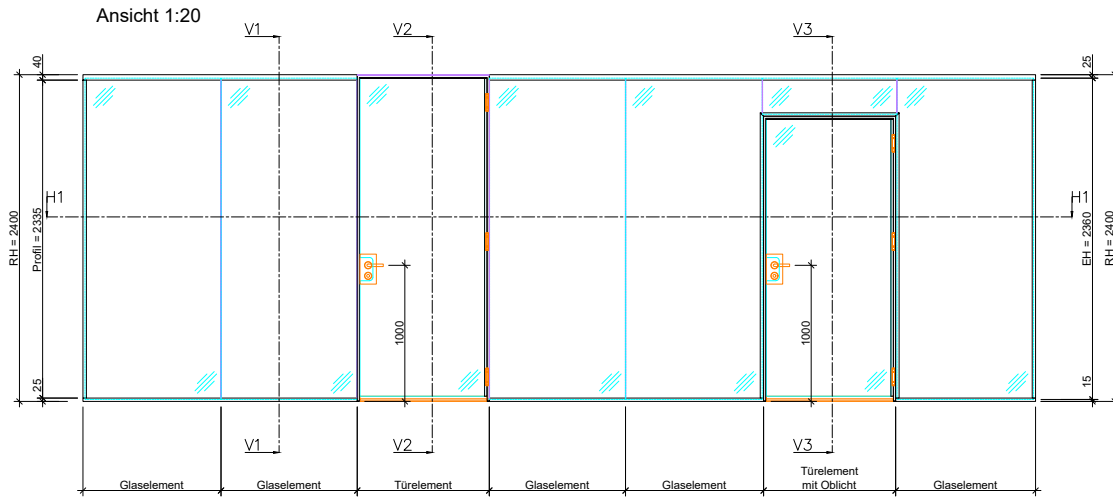 Ansicht 1:20
V1
V2
V3
40
25
H1
H1
RH = 2400
Profil = 2335
EH = 2360
RH = 2400
1000
1000
25
15
V1
V2
V3
Glaselement
Glaselement
Türelement
Glaselement
Glaselement
Türelement
mit Oblicht
Glaselement